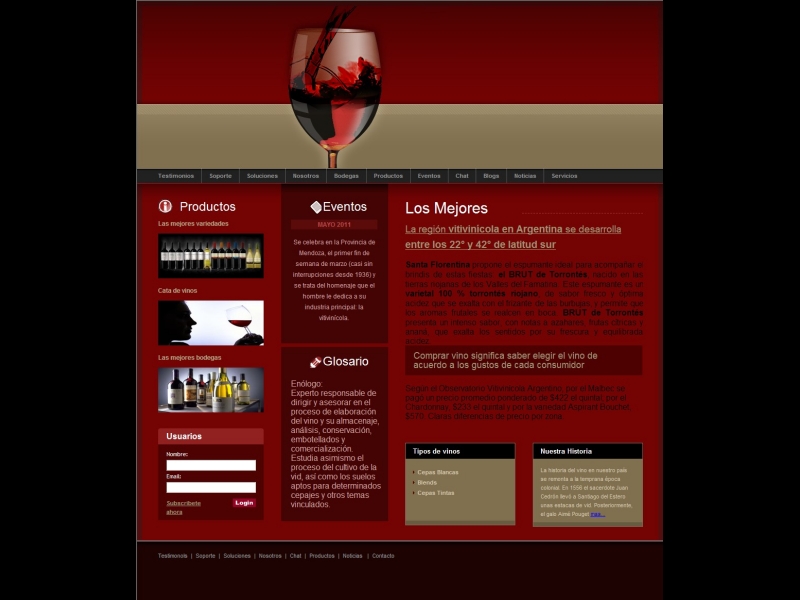 Testimonios Soporte Soluciones Nosotros Bodegas Productos Eventos Chat Blogs Noticias Servicios
Productos
Las mejores variedades
Cata de vinos
Las mejores bodegas
Usuarios
Nombre:
Email:
Subscribete
ahora
Login
Eventos
MAYO 2011
Se celebra en la Provincia de
Mendoza, el primer fin de
semana de marzo (casi sin
interrupciones desde 1936) y
se trata del homenaje que el
hombre le dedica a su
industria principal: la
vitivinícola.
Glosario
Enólogo:
Experto responsable de
dirigir y asesorar en el
proceso de elaboración
del vino y su almacenaje,
análisis, conservación,
embotellados y
comercialización.
Estudia asimismo el
proceso del cultivo de la
vid, así como los suelos
aptos para determinados
cepajes y otros temas
vinculados.
Los Mejores
La región vitivinícola en Argentina se desarrolla
entre los 22° y 42° de latitud sur
Santa Florentina propone el espumante ideal para acompañar el
brindis de estas fiestas: el BRUT de Torrontés, nacido en las
tierras riojanas de los Valles del Famatina. Este espumante es un
varietal 100 % torrontés riojano, de sabor fresco y óptima
acidez que se exalta con el trizante de las burbujas, y permite que
los aromas frutales se realcen en boca. BRUT de Torrontés
presenta un intenso sabor, con notas a azahares, frutas cítricas y
ananá, que exalta los sentidos por su frescura y equilibrada
acidez.
Comprar vino significa saber elegir el vino de
acuerdo a los gustos de cada consumidor
Según el Observatorio Vitivinícola Argentino, por el Malbec se
pagó un precio promedio ponderado de $422 el quintal; por el
Chardonnay, $233 el quintal y por la variedad Aspirant Bouchet,
$570. Claras diferencias de precio por zona
Tipos de vinos
Cepas Blancas
Blends
Cepas Tintas
Nuestra Historia
La historia del vino en nuestro país
se remonta a la temprana época
colonial. En 1556 el sacerdote Juan
Cedrón llevó a Santiago del Estero
unas estacas de vid. Posteriormente,
el galo Aimé Pouget mas...
Testimonois | Soporte | Soluciones | Nosotros | Chat | Productos | Noticias | Contacto